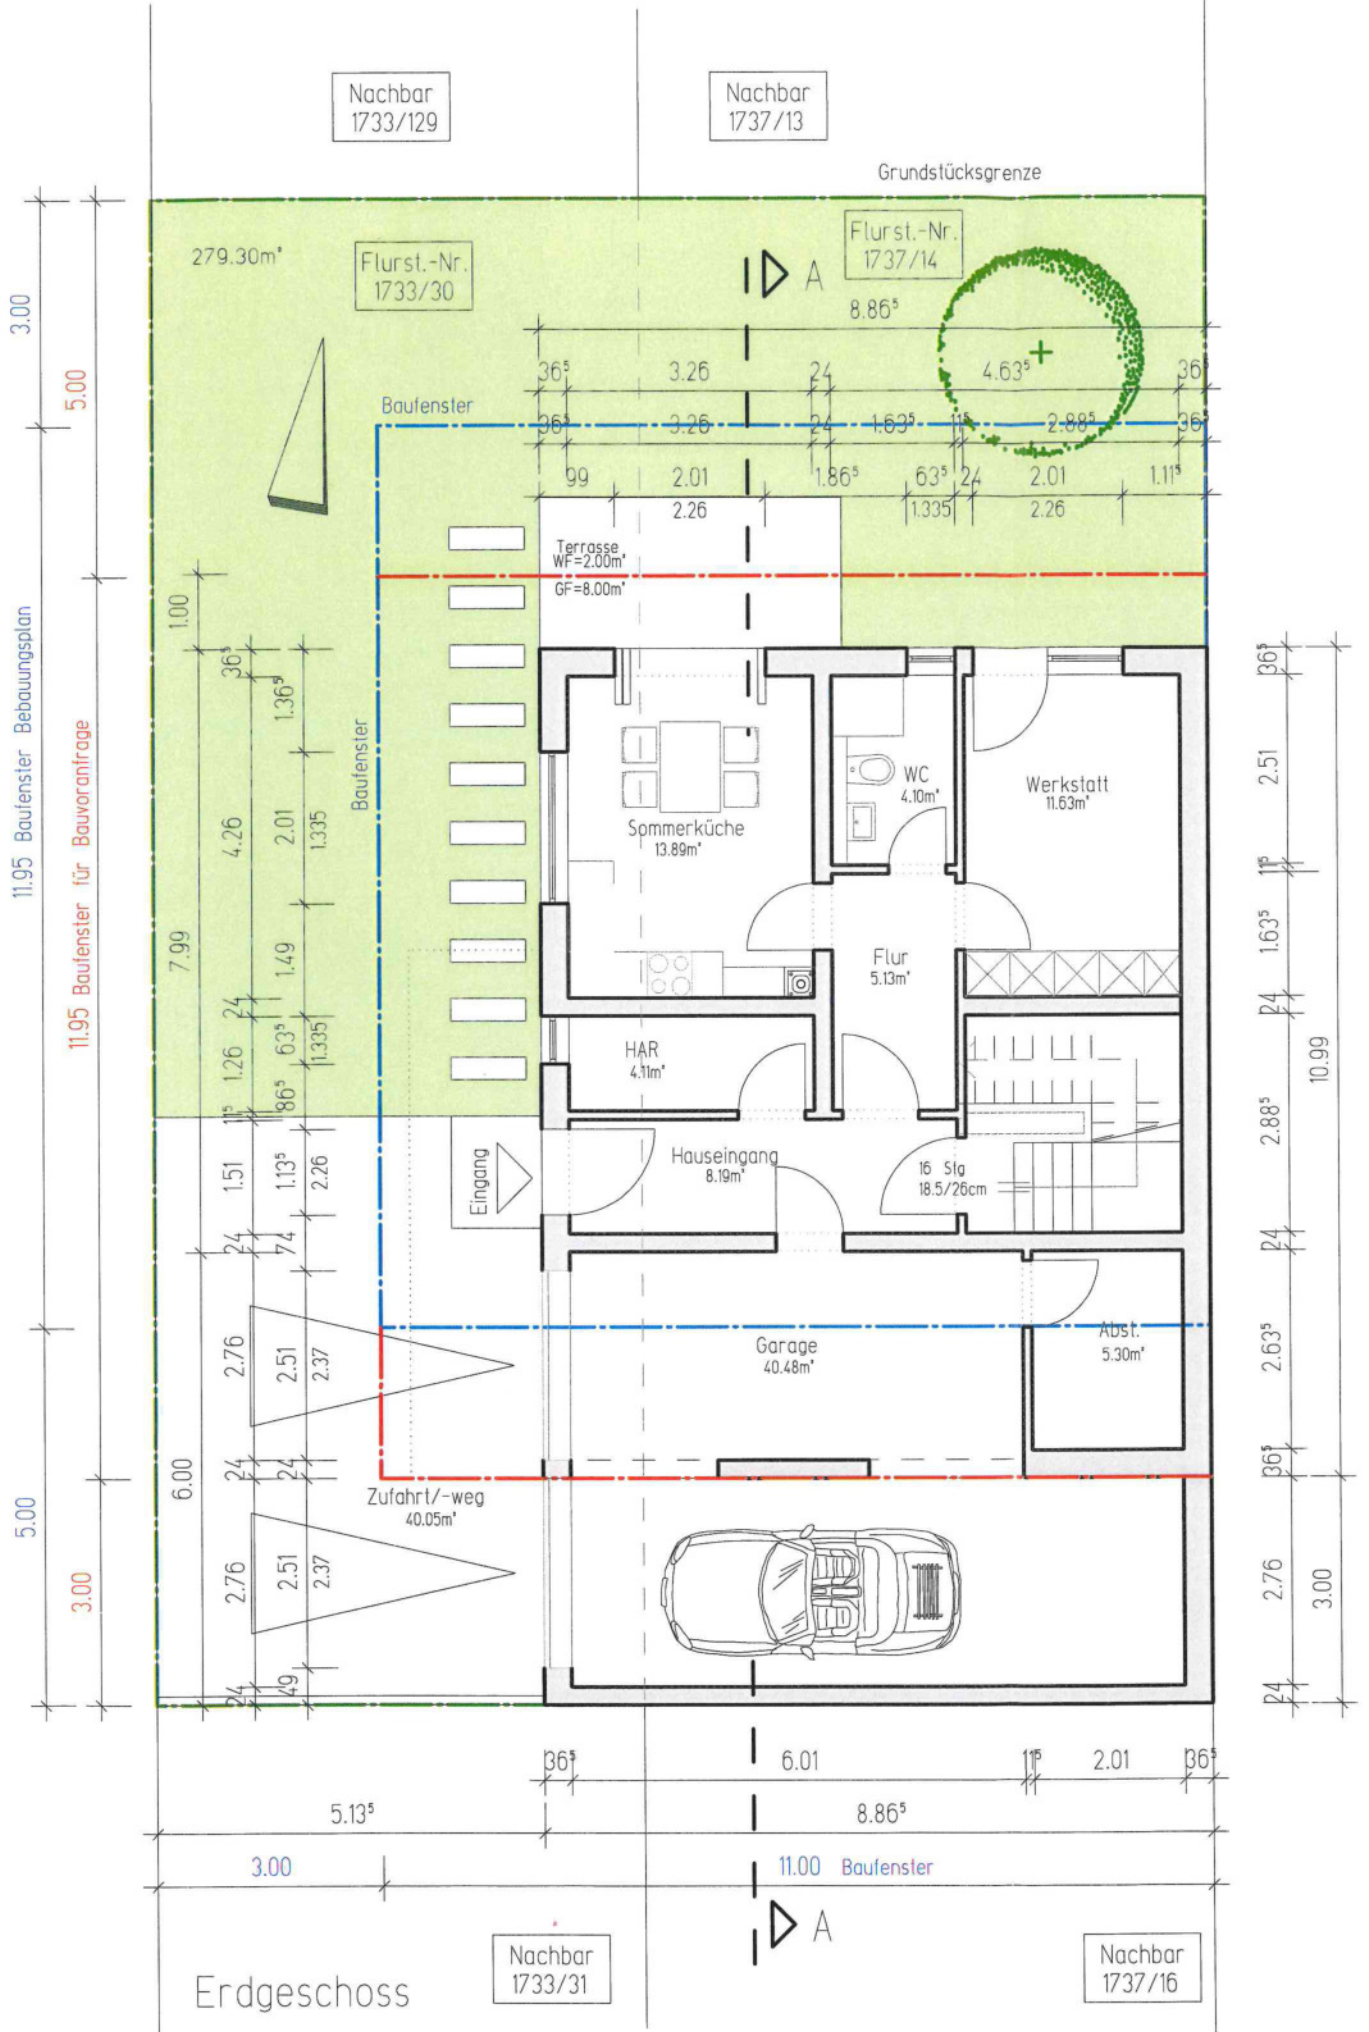 Nachbar
1733/129
Nachbar
1737/13
Grundstücksgrenze
279.30m²
Flurst.-Nr.
1733/30
Flurst.-Nr.
1737/14
A
8.86⁵
36⁵ 3.26 24 4.63⁵ 36⁵
Baufenster
36⁵ 3.26 24 1.63⁵ 11⁵ 2.88⁵ 36⁵
99 2.01 1.86⁵ 63⁵ 24 2.01 1.11⁵
2.26 1.335 2.26
Terrasse
WF=2.00m²
GF=8.00m²
3.00
11.95 Baufenster Bebauungsplan
5.00
5.00
11.95 Baufenster für Bauvoranfrage
3.00
1.00
7.99
6.00
36⁵
4.26
24
1.26
11⁵
1.51
24
2.76
24
2.76
24
1.36⁵
2.01
1.335
1.49
63⁵
1.335
86⁵
1.13⁵
2.26
74
2.51
2.37
24
2.51
2.37
49
Baufenster
Sommerküche
13.89m²
WC
4.10m²
Werkstatt
11.63m²
Flur
5.13m²
HAR
4.11m²
Eingang
Hauseingang
8.19m²
16 Stg
18.5/26cm
Garage
40.48m²
Abst.
5.30m²
Zufahrt/-weg
40.05m²
36⁵
2.51
11⁵
1.63⁵
24
2.88⁵
24
2.63⁵
36⁵
2.76
24
10.99
3.00
36⁵ 6.01 11⁵ 2.01 36⁵
5.13⁵ 8.86⁵
3.00 11.00 Baufenster
A
Nachbar
1733/31
Nachbar
1737/16
Erdgeschoss